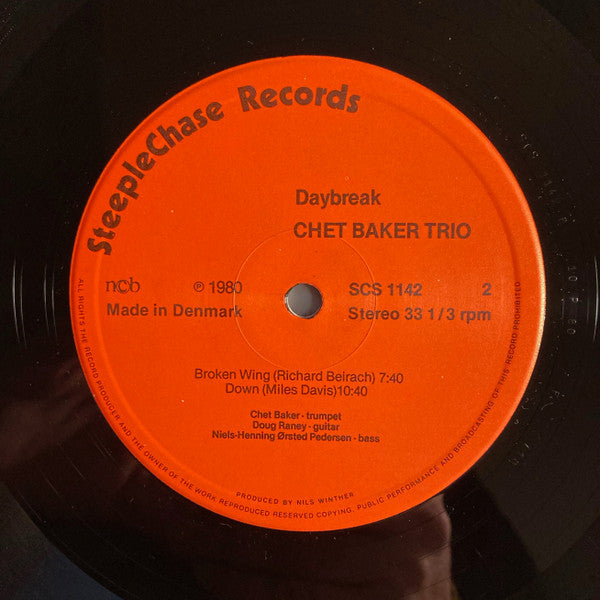 SteepleChase Records
Daybreak
CHET BAKER TRIO
ncb ℗ 1980 SCS 1142 2
Made in Denmark Stereo 33 1/3 rpm
Broken Wing (Richard Beirach) 7:40
Down (Miles Davis)10:40
Chet Baker · trumpet
Doug Raney · guitar
Niels-Henning Ørsted Pedersen · bass
PRODUCED BY NILS WINTHER
ALL RIGHTS THE RECORD PRODUCER AND THE OWNER OF THE WORK REPRODUCED RESERVED COPYING, PUBLIC PERFORMANCE AND BROADCASTING OF THIS RECORD PROHIBITED